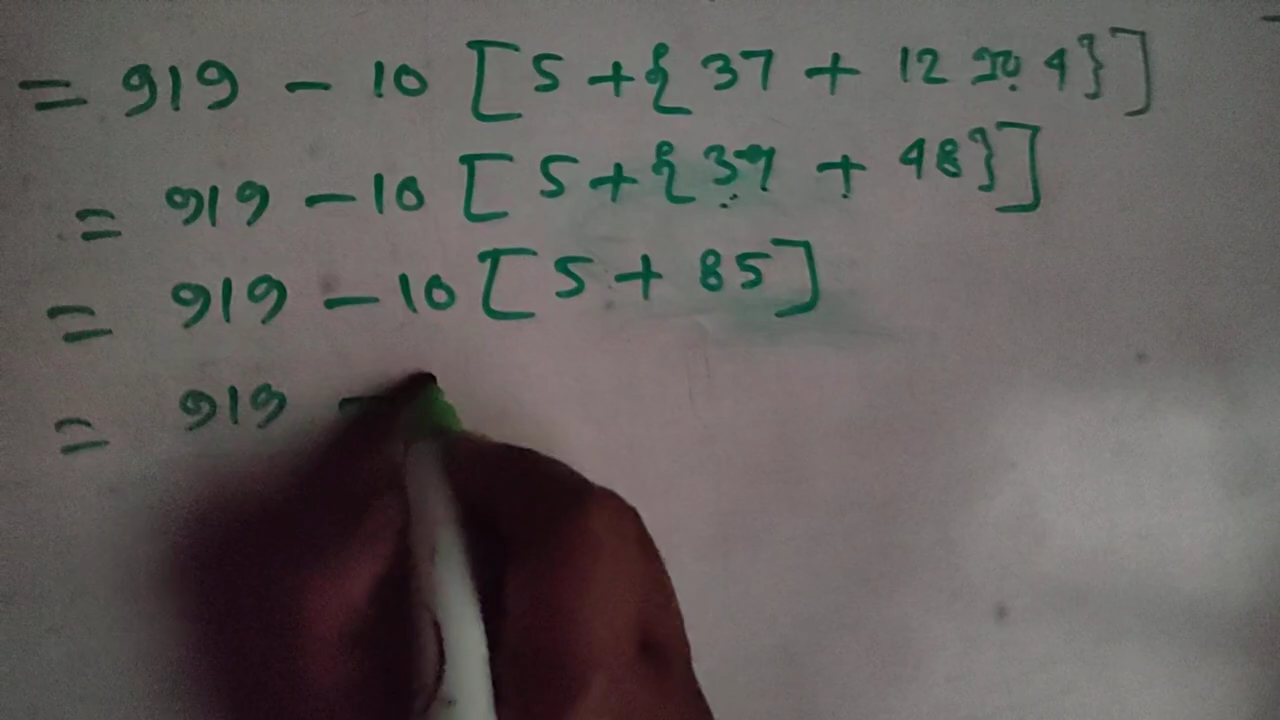 = 919 - 10 [5 + { 37 + 12 का 4}]
= 919 - 10 [ 5 + { 37 + 48}]
= 919 - 10 [ 5 + 85]
= 919 -